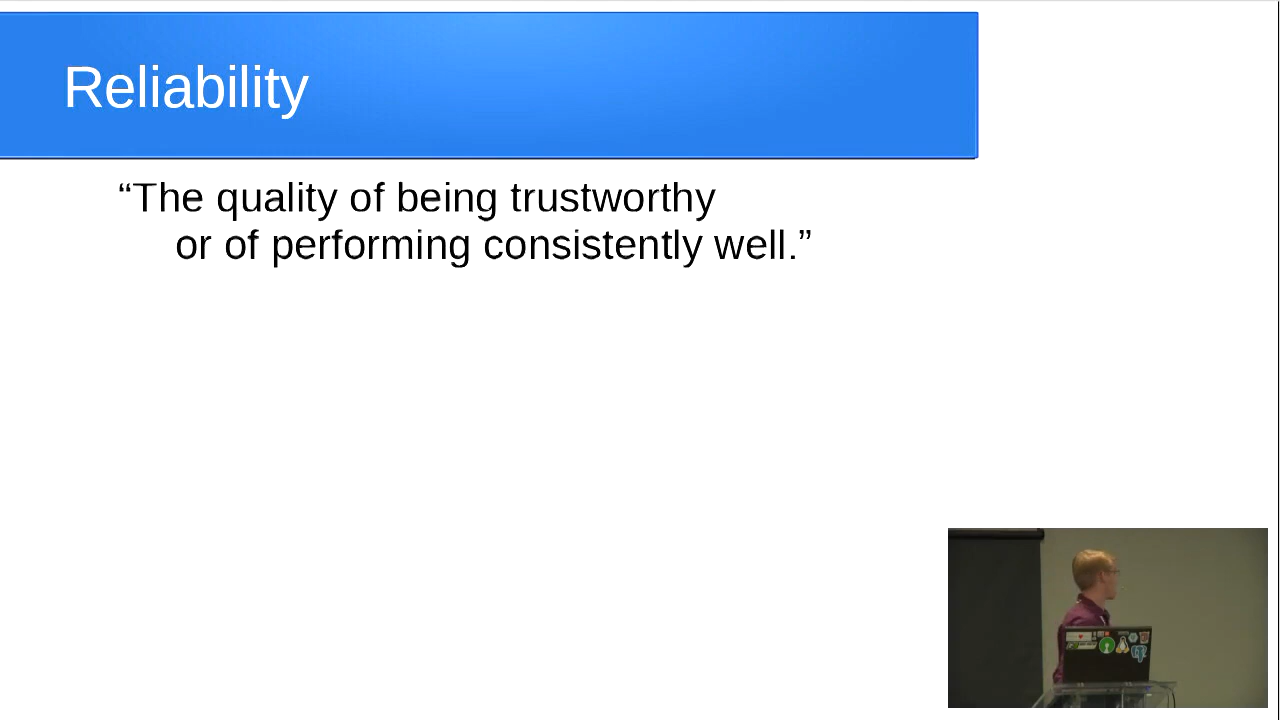 Reliability
“The quality of being trustworthy
or of performing consistently well.”